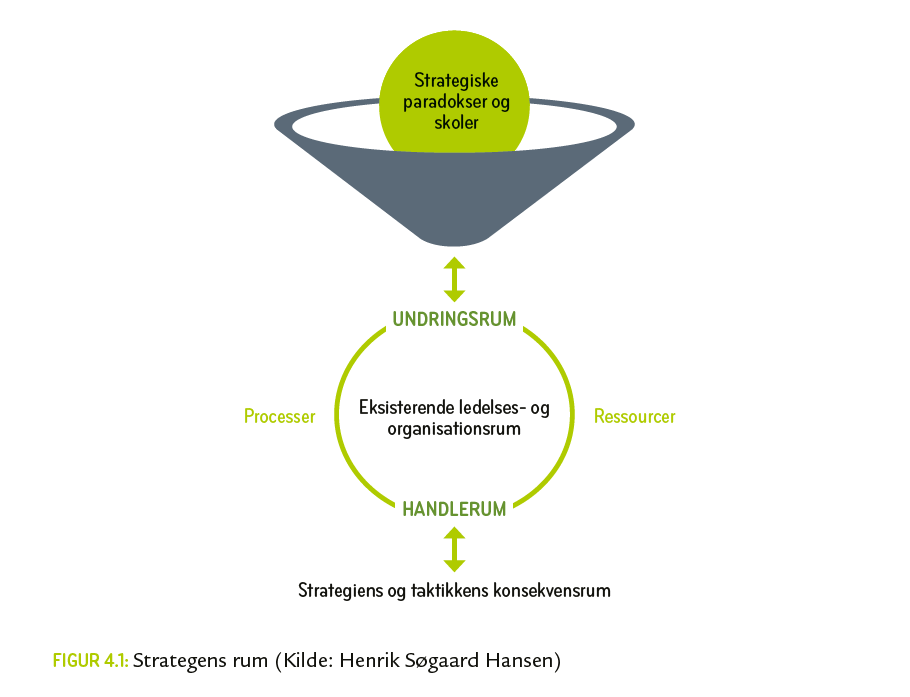 Strategiske
paradokser og
skoler
UNDRINGSRUM
Processer
Eksisterende ledelses- og
organisationsrum
Ressourcer
HANDLERUM
Strategiens og taktikkens konsekvensrum
FIGUR 4.1: Strategens rum (Kilde: Henrik Søgaard Hansen)